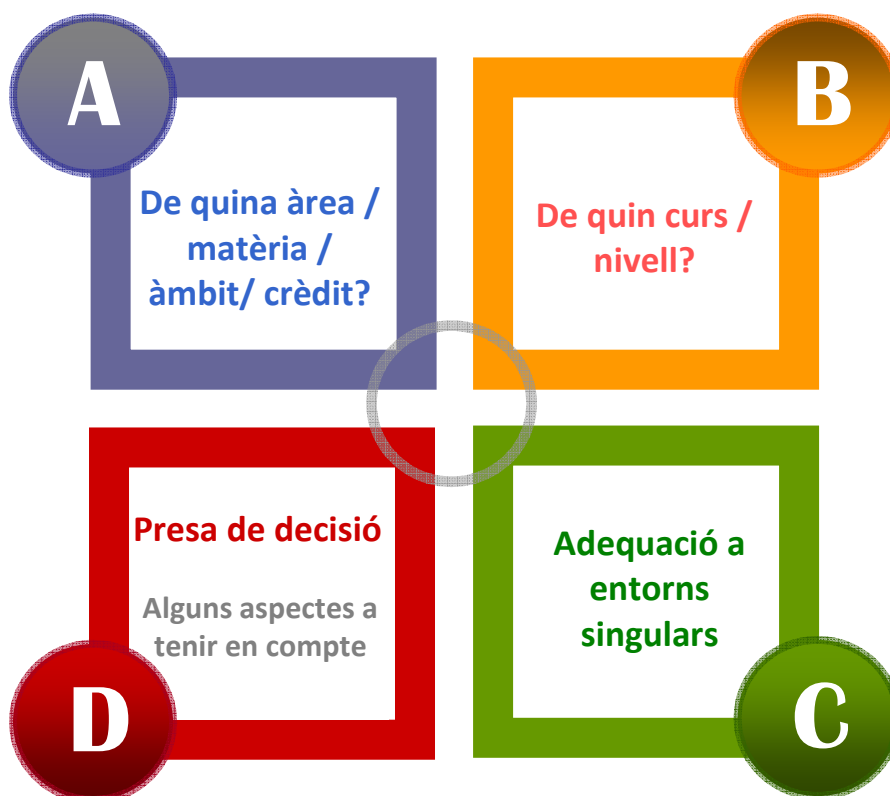 A
De quina àrea /
matèria /
àmbit/ crèdit?
B
De quin curs /
nivell?
D
Presa de decisió
Alguns aspectes a
tenir en compte
C
Adequació a
entorns
singulars